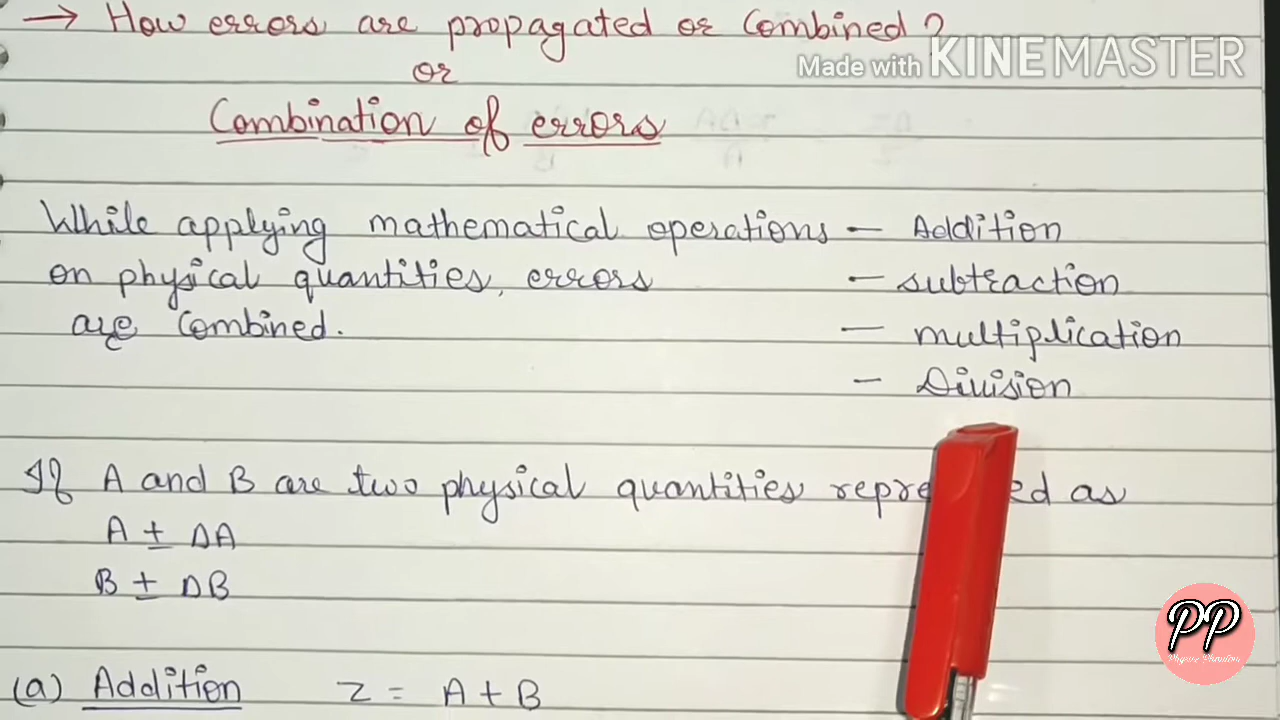 → How errors are propagated or Combined ?
Made with KINEMASTER
or
Combination of errors
While applying mathematical operations — Addition
on physical quantities, errors — subtraction
are Combined. — multiplication
— Division
If A and B are two physical quantities as
A ± ΔA
B ± ΔB
PP
(a) Addition Z = A + B